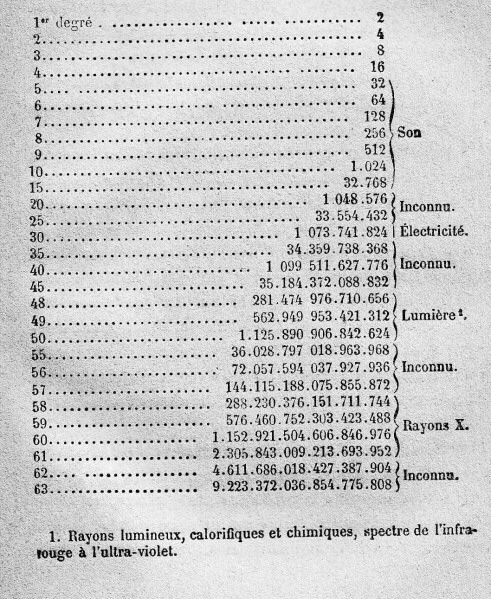 1er degré . .................... 2
2................................ 4
3................................ 8
4................................ 16
5................................ 32
6................................ 64
7................................ 128
8................................ 256 Son
9................................ 512
10............................... 1.024
15............................... 32.768
20............................... 1 048.576
25............................... 33.554.432 Inconnu.
30............................... 1 073.741.824 Électricité.
35............................... 34.359.738.368
40............................... 1 099 511.627.776 Inconnu.
45............................... 35.184.372.088.832
48............................... 281.474 976.710.656
49............................... 562.949 953.421.312 Lumière¹.
50............................... 1.125.890 906.842.624
55............................... 36.028.797 018.963.968
56............................... 72.057.594 037.927.936 Inconnu.
57............................... 144.115.188.075.855.872
58............................... 288.230.376.151.711.744
59............................... 576.460.752.303.423.488 Rayons X.
60............................... 1.152.921.504.606.846.976
61............................... 2.305.843.009.213.693.952
62............................... 4.611.686.018.427.387.904 Inconnu.
63............................... 9.223.372.036.854.775.808
1. Rayons lumineux, calorifiques et chimiques, spectre de l'infra-
rouge à l'ultra-violet.